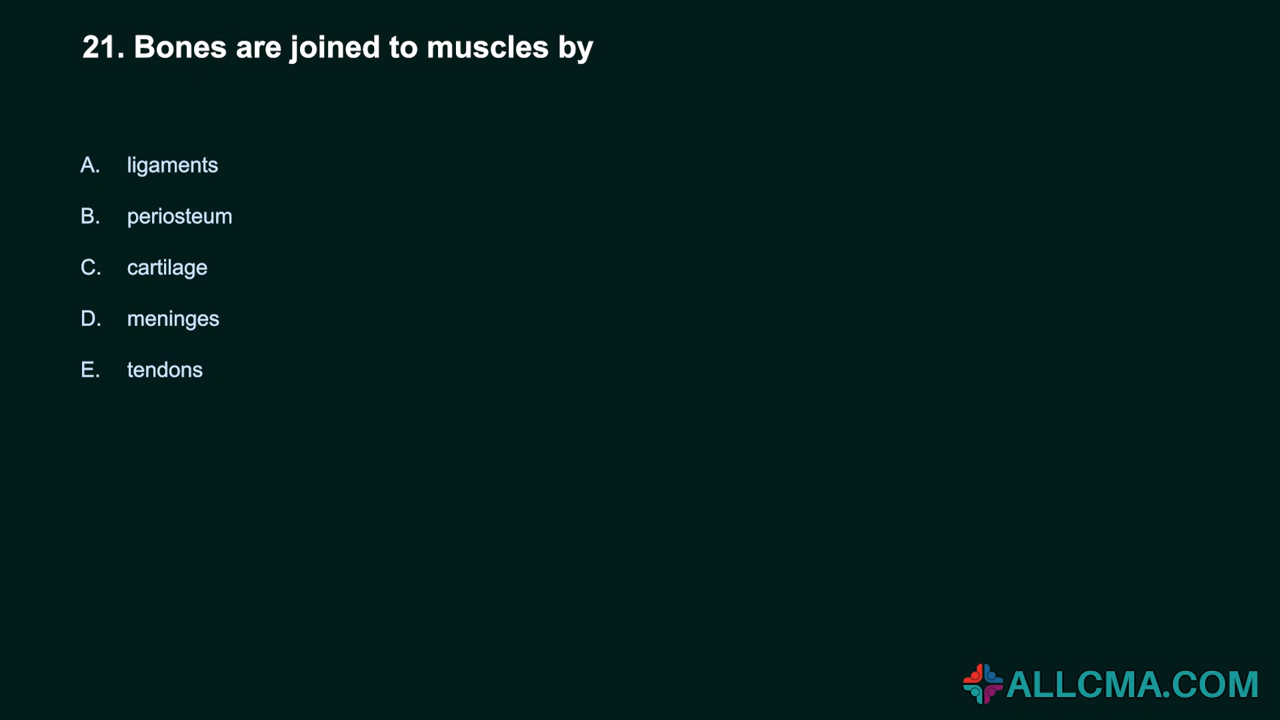 21. Bones are joined to muscles by
A. ligaments
B. periosteum
C. cartilage
D. meninges
E. tendons
ALLCMA.COM